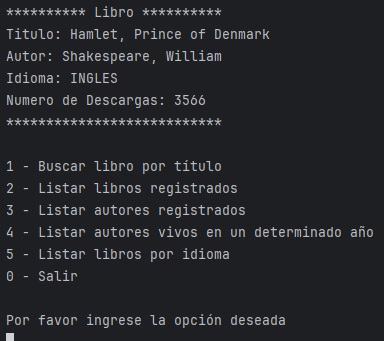 ********** Libro **********
Titulo: Hamlet, Prince of Denmark
Autor: Shakespeare, William
Idioma: INGLES
Numero de Descargas: 3566
***************************
1 - Buscar libro por titulo
2 - Listar libros registrados
3 - Listar autores registrados
4 - Listar autores vivos en un determinado año
5 - Listar libros por idioma
0 - Salir
Por favor ingrese la opción deseada